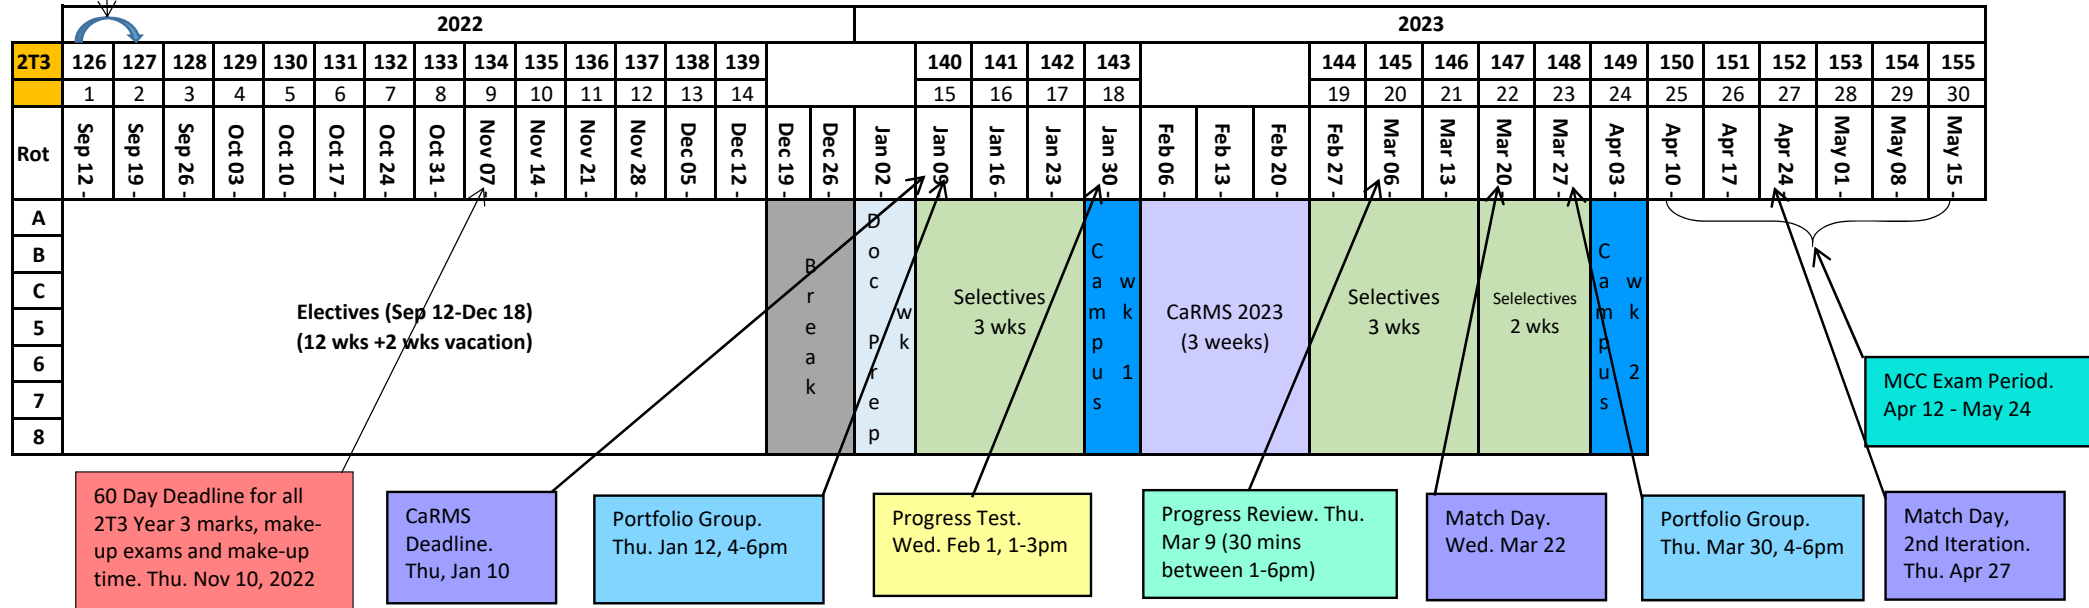 2022 2023
2T3 126 127 128 129 130 131 132 133 134 135 136 137 138 139 140 141 142 143 144 145 146 147 148 149 150 151 152 153 154 155
1 2 3 4 5 6 7 8 9 10 11 12 13 14 15 16 17 18 19 20 21 22 23 24 25 26 27 28 29 30
Rot Sep 12 - Sep 19 - Sep 26 - Oct 03 - Oct 10 - Oct 17 - Oct 24 - Oct 31 - Nov 07 - Nov 14 - Nov 21 - Nov 28 - Dec 05 - Dec 12 - Dec 19 - Dec 26 - Jan 02 - Jan 09 - Jan 16 - Jan 23 - Jan 30 - Feb 06 - Feb 13 - Feb 20 - Feb 27 - Mar 06 - Mar 13 - Mar 20 - Mar 27 - Apr 03 - Apr 10 - Apr 17 - Apr 24 - May 01 - May 08 - May 15 -
A
B
C
5
6
7
8
Electives (Sep 12-Dec 18)
(12 wks +2 wks vacation)
Break
Doc Prep
wk
Selectives
3 wks
Campus
wk 1
CaRMS 2023
(3 weeks)
Selectives
3 wks
Selelectives
2 wks
Campus
wk 2
MCC Exam Period.
Apr 12 - May 24
60 Day Deadline for all
2T3 Year 3 marks, make-
up exams and make-up
time. Thu. Nov 10, 2022
CaRMS
Deadline.
Thu, Jan 10
Portfolio Group.
Thu. Jan 12, 4-6pm
Progress Test.
Wed. Feb 1, 1-3pm
Progress Review. Thu.
Mar 9 (30 mins
between 1-6pm)
Match Day.
Wed. Mar 22
Portfolio Group.
Thu. Mar 30, 4-6pm
Match Day,
2nd Iteration.
Thu. Apr 27